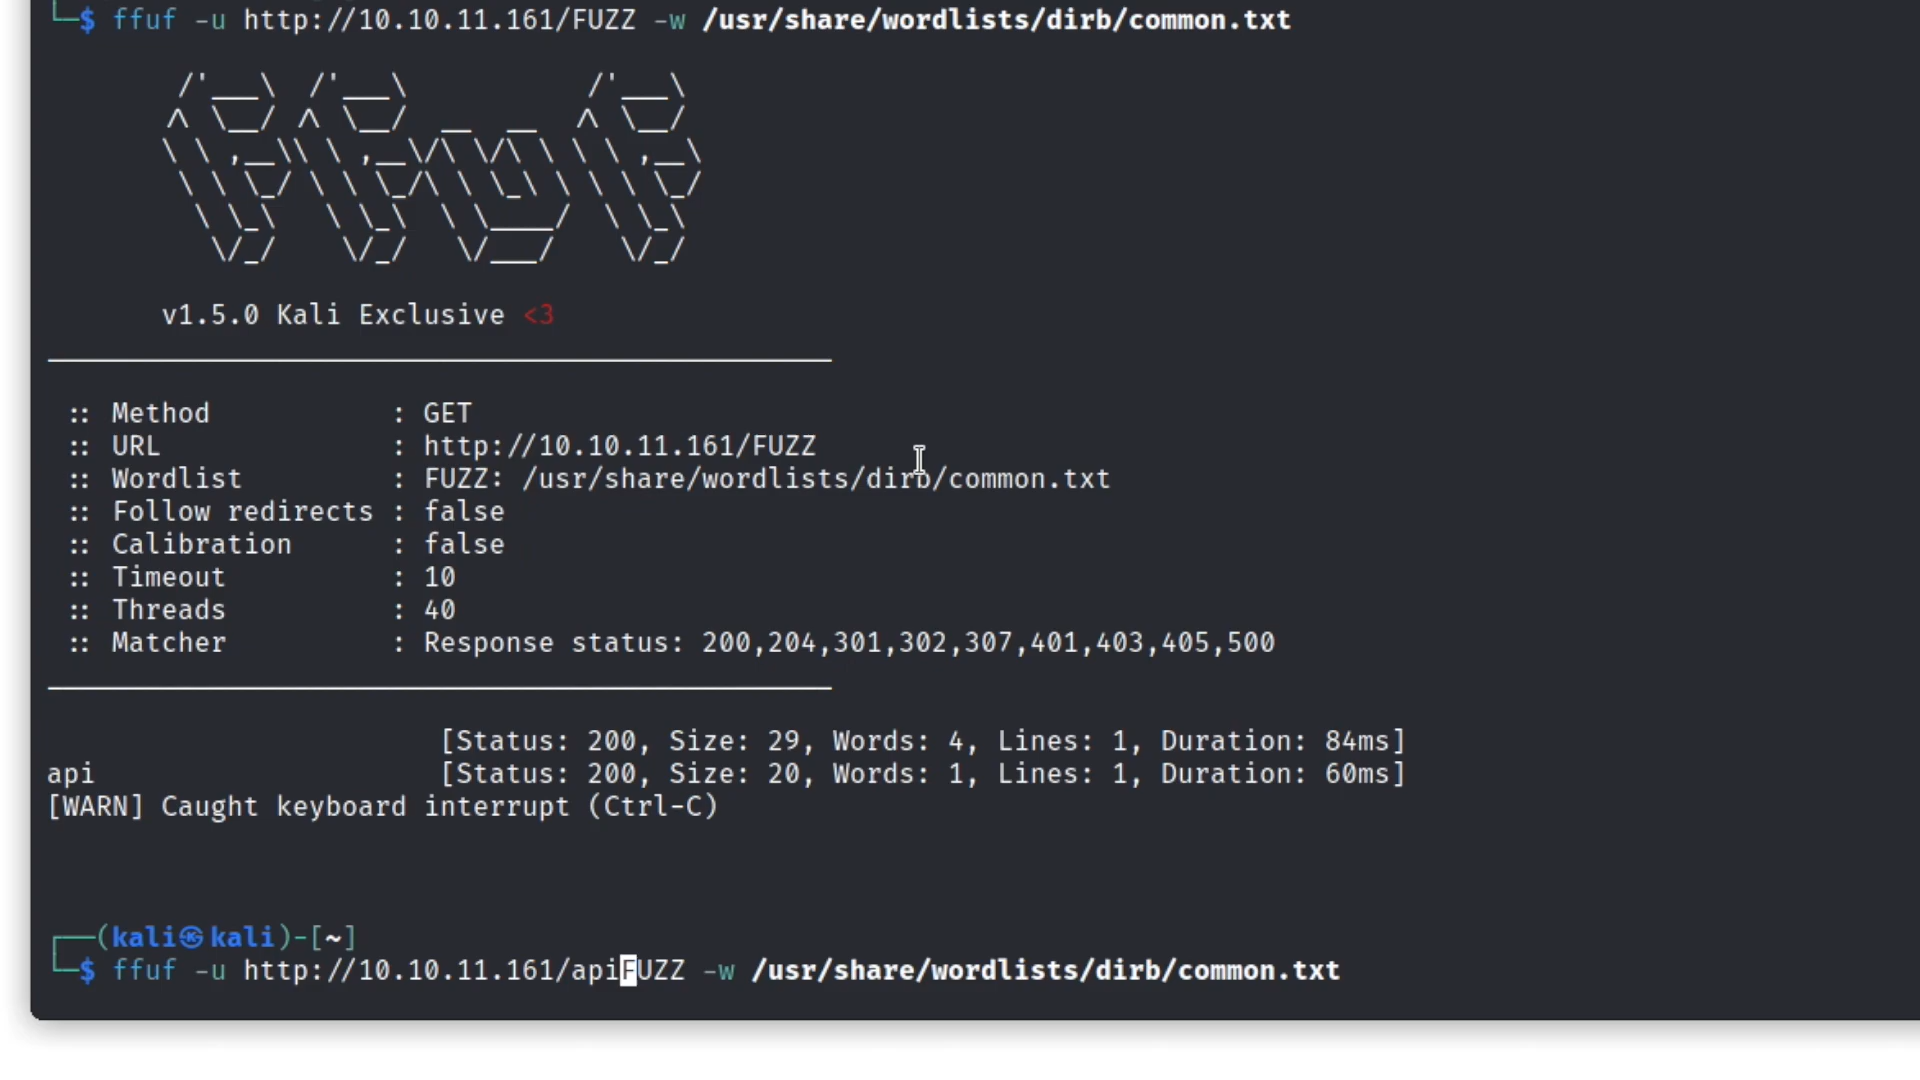 └─$ ffuf -u http://10.10.11.161/FUZZ -w /usr/share/wordlists/dirb/common.txt
        /'___\  /'___\           /'___\
       /\ \__/ /\ \__/  __  __  /\ \__/
       \ \ ,__\\ \ ,__\/\ \/\ \ \ \ ,__\
        \ \ \_/ \ \ \_/\ \ \_\ \ \ \ \_/
         \ \_\   \ \_\  \ \____/  \ \_\
          \/_/    \/_/   \/___/    \/_/
v1.5.0 Kali Exclusive <3
:: Method           : GET
:: URL              : http://10.10.11.161/FUZZ
:: Wordlist         : FUZZ: /usr/share/wordlists/dirb/common.txt
:: Follow redirects : false
:: Calibration      : false
:: Timeout          : 10
:: Threads          : 40
:: Matcher          : Response status: 200,204,301,302,307,401,403,405,500
[Status: 200, Size: 29, Words: 4, Lines: 1, Duration: 84ms]
api                     [Status: 200, Size: 20, Words: 1, Lines: 1, Duration: 60ms]
[WARN] Caught keyboard interrupt (Ctrl-C)
┌──(kali㉿kali)-[~]
└─$ ffuf -u http://10.10.11.161/apiFUZZ -w /usr/share/wordlists/dirb/common.txt